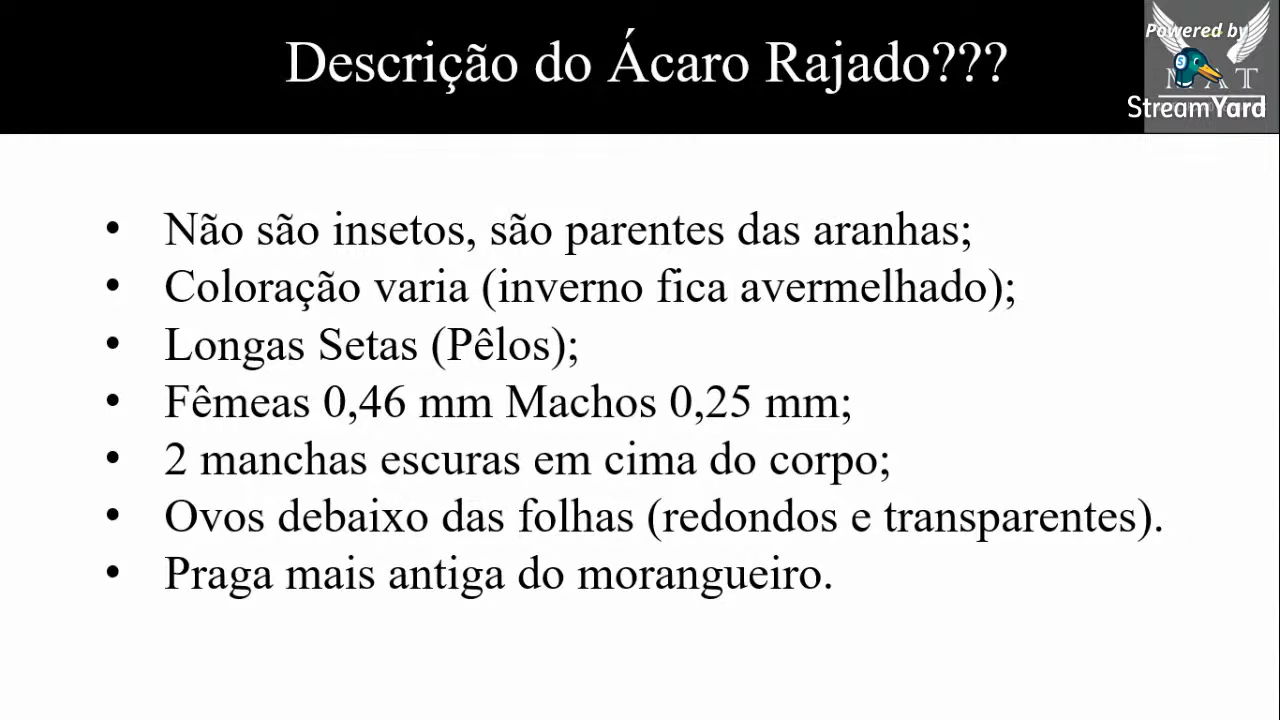 Descrição do Ácaro Rajado???
Powered by
StreamYard
• Não são insetos, são parentes das aranhas;
• Coloração varia (inverno fica avermelhado);
• Longas Setas (Pêlos);
• Fêmeas 0,46 mm Machos 0,25 mm;
• 2 manchas escuras em cima do corpo;
• Ovos debaixo das folhas (redondos e transparentes).
• Praga mais antiga do morangueiro.